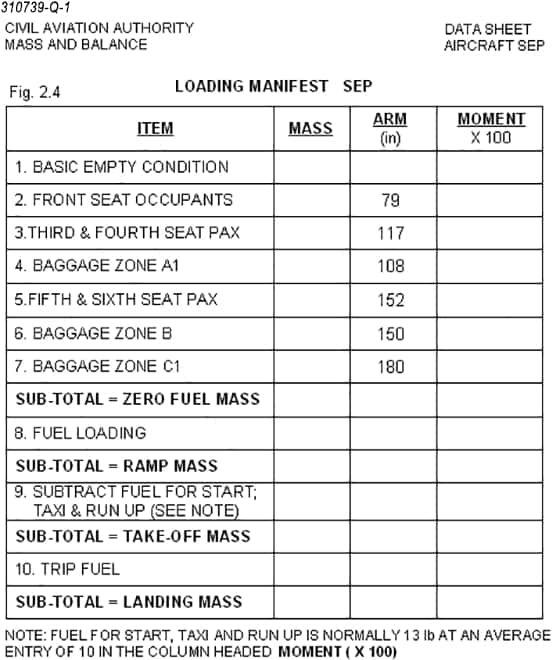 310739-Q-1
CIVIL AVIATION AUTHORITY DATA SHEET
MASS AND BALANCE AIRCRAFT SEP
Fig. 2.4 LOADING MANIFEST SEP
ITEM MASS ARM (in) MOMENT X 100
1. BASIC EMPTY CONDITION
2. FRONT SEAT OCCUPANTS 79
3.THIRD & FOURTH SEAT PAX 117
4. BAGGAGE ZONE A1 108
5.FIFTH & SIXTH SEAT PAX 152
6. BAGGAGE ZONE B 150
7. BAGGAGE ZONE C1 180
SUB-TOTAL = ZERO FUEL MASS
8. FUEL LOADING
SUB-TOTAL = RAMP MASS
9. SUBTRACT FUEL FOR START;
TAXI & RUN UP (SEE NOTE)
SUB-TOTAL = TAKE-OFF MASS
10. TRIP FUEL
SUB-TOTAL = LANDING MASS
NOTE: FUEL FOR START, TAXI AND RUN UP IS NORMALLY 13 lb AT AN AVERAGE
ENTRY OF 10 IN THE COLUMN HEADED MOMENT ( X 100)